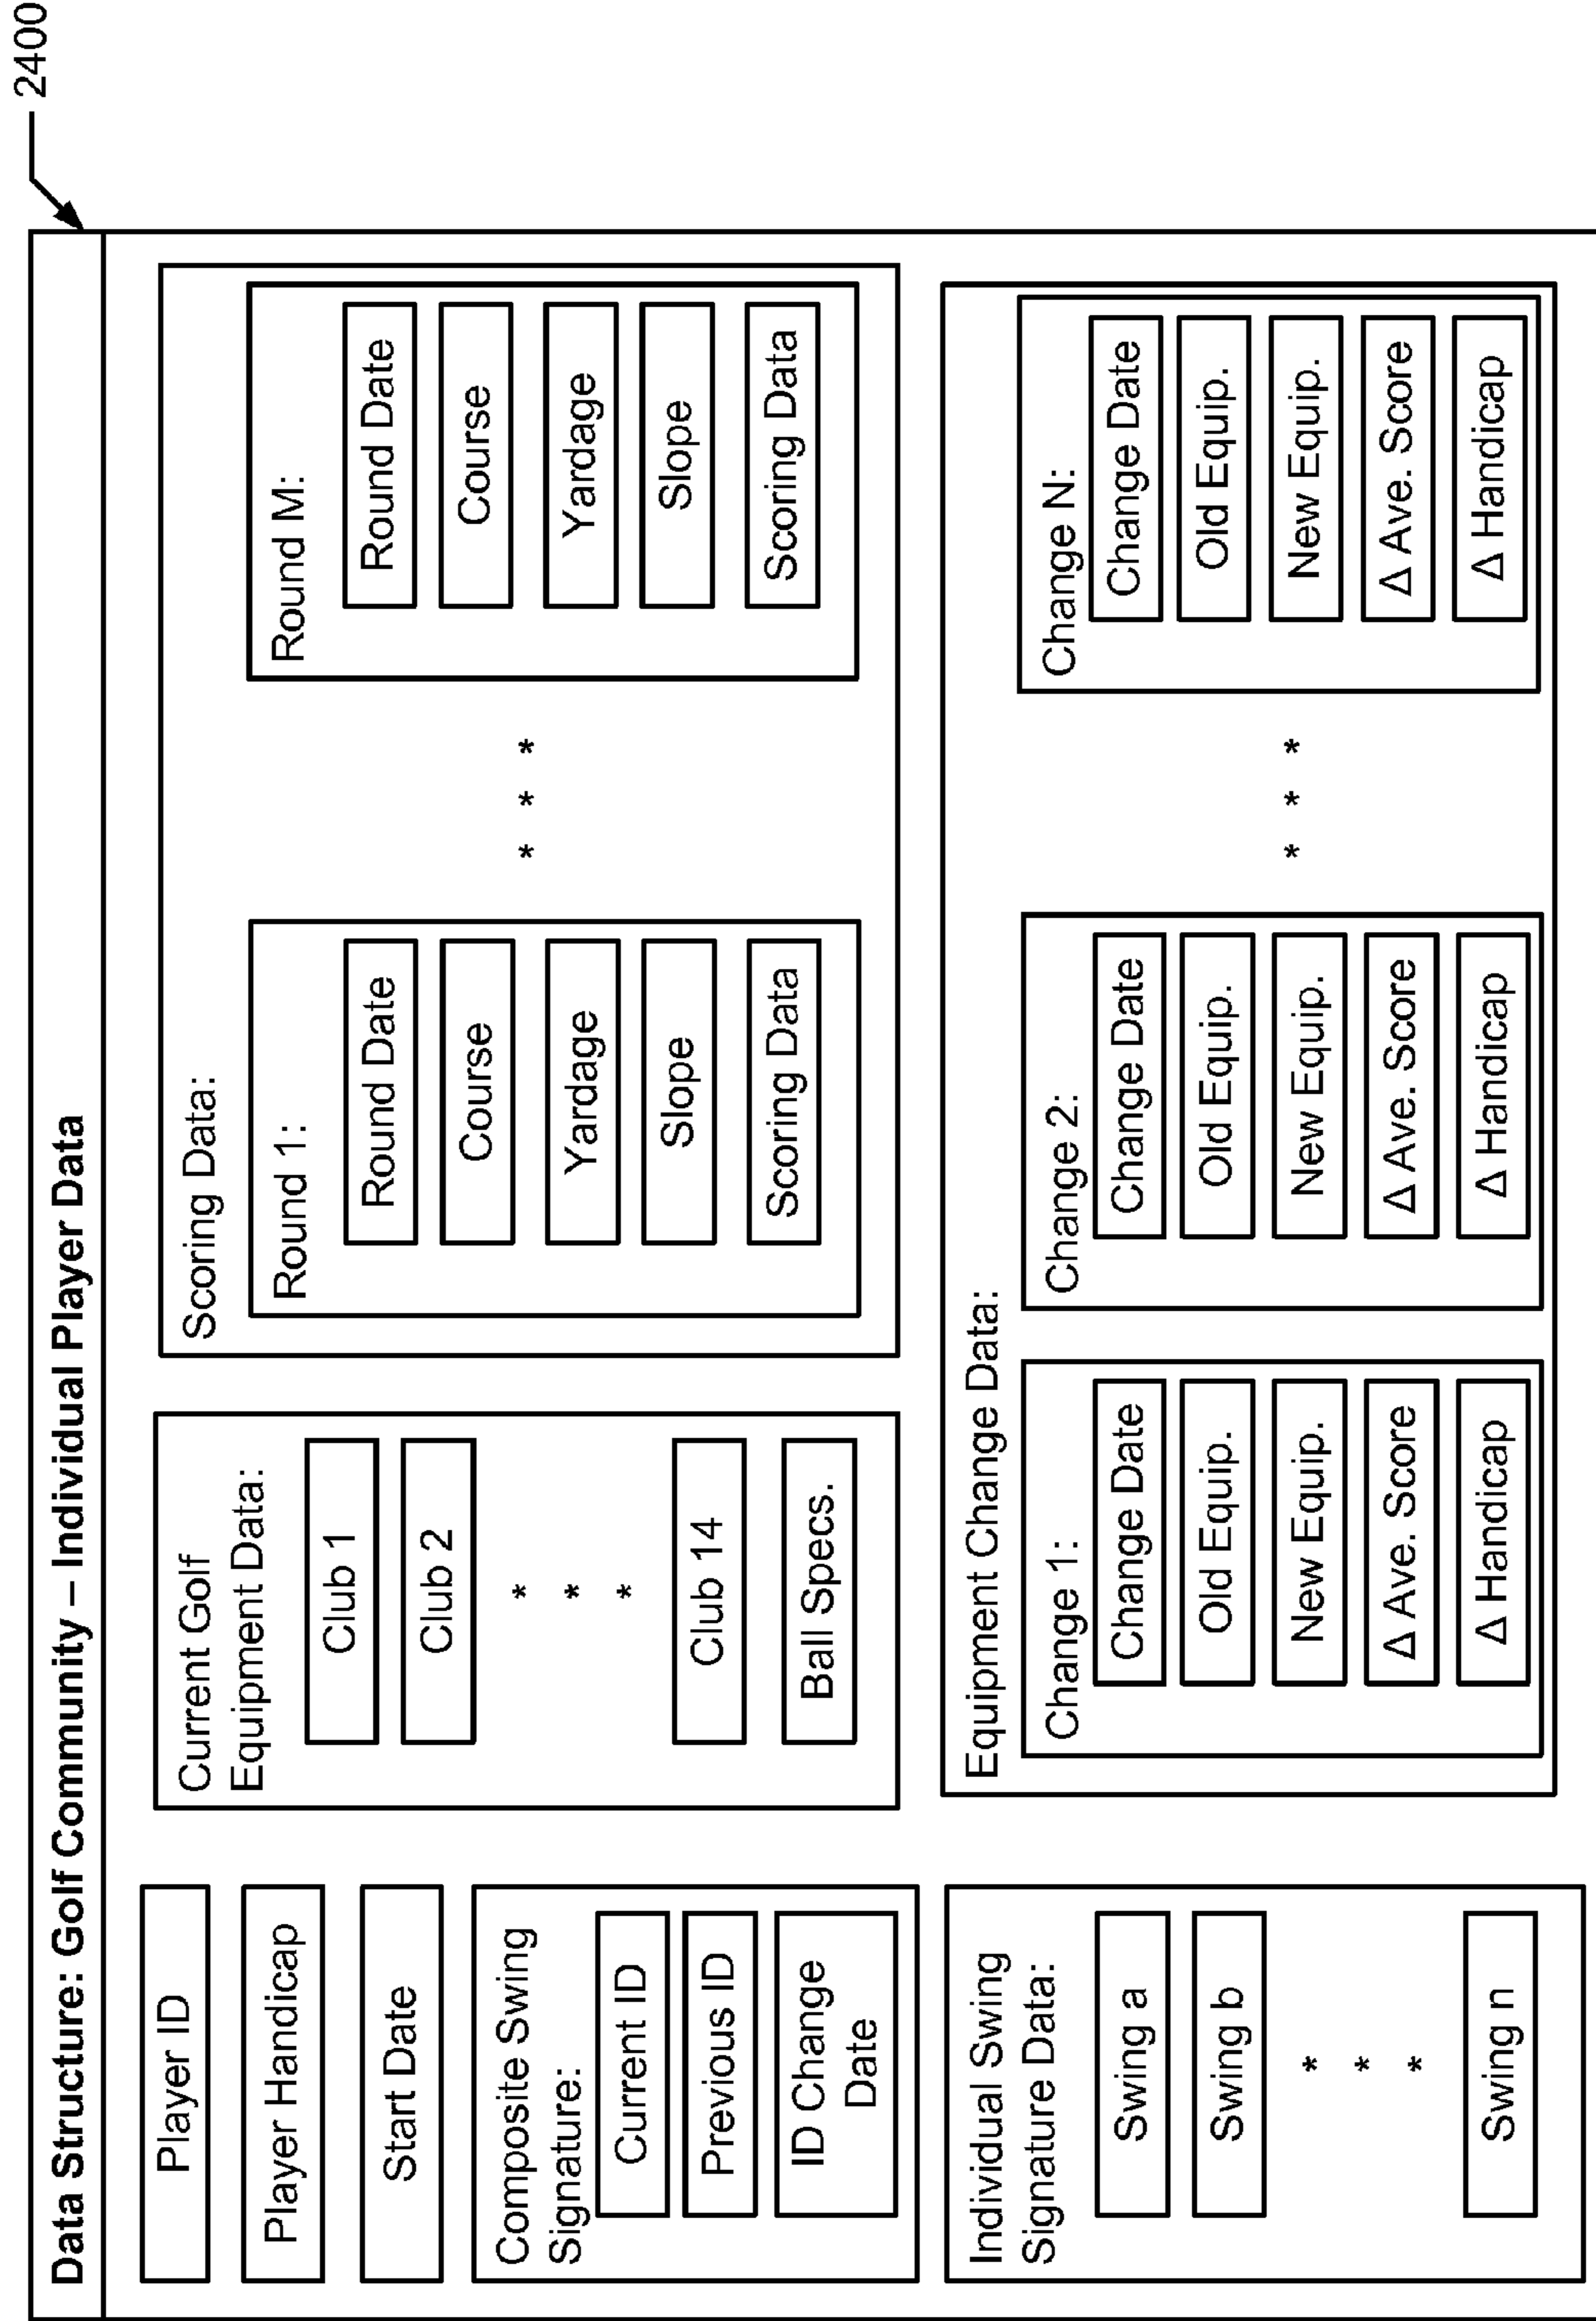 2400
Data Structure: Golf Community – Individual Player Data
Player ID
Player Handicap
Start Date
Composite Swing
Signature:
Current ID
Previous ID
ID Change
Date
Individual Swing
Signature Data:
Swing a
Swing b
*
*
*
Swing n
Current Golf
Equipment Data:
Club 1
Club 2
*
*
*
Club 14
Ball Specs.
Scoring Data:
Round 1:
Round Date
Course
Yardage
Slope
Scoring Data
* * *
Round M:
Round Date
Course
Yardage
Slope
Scoring Data
Equipment Change Data:
Change 1:
Change Date
Old Equip.
New Equip.
Δ Ave. Score
Δ Handicap
Change 2:
Change Date
Old Equip.
New Equip.
Δ Ave. Score
Δ Handicap
* * *
Change N:
Change Date
Old Equip.
New Equip.
Δ Ave. Score
Δ Handicap